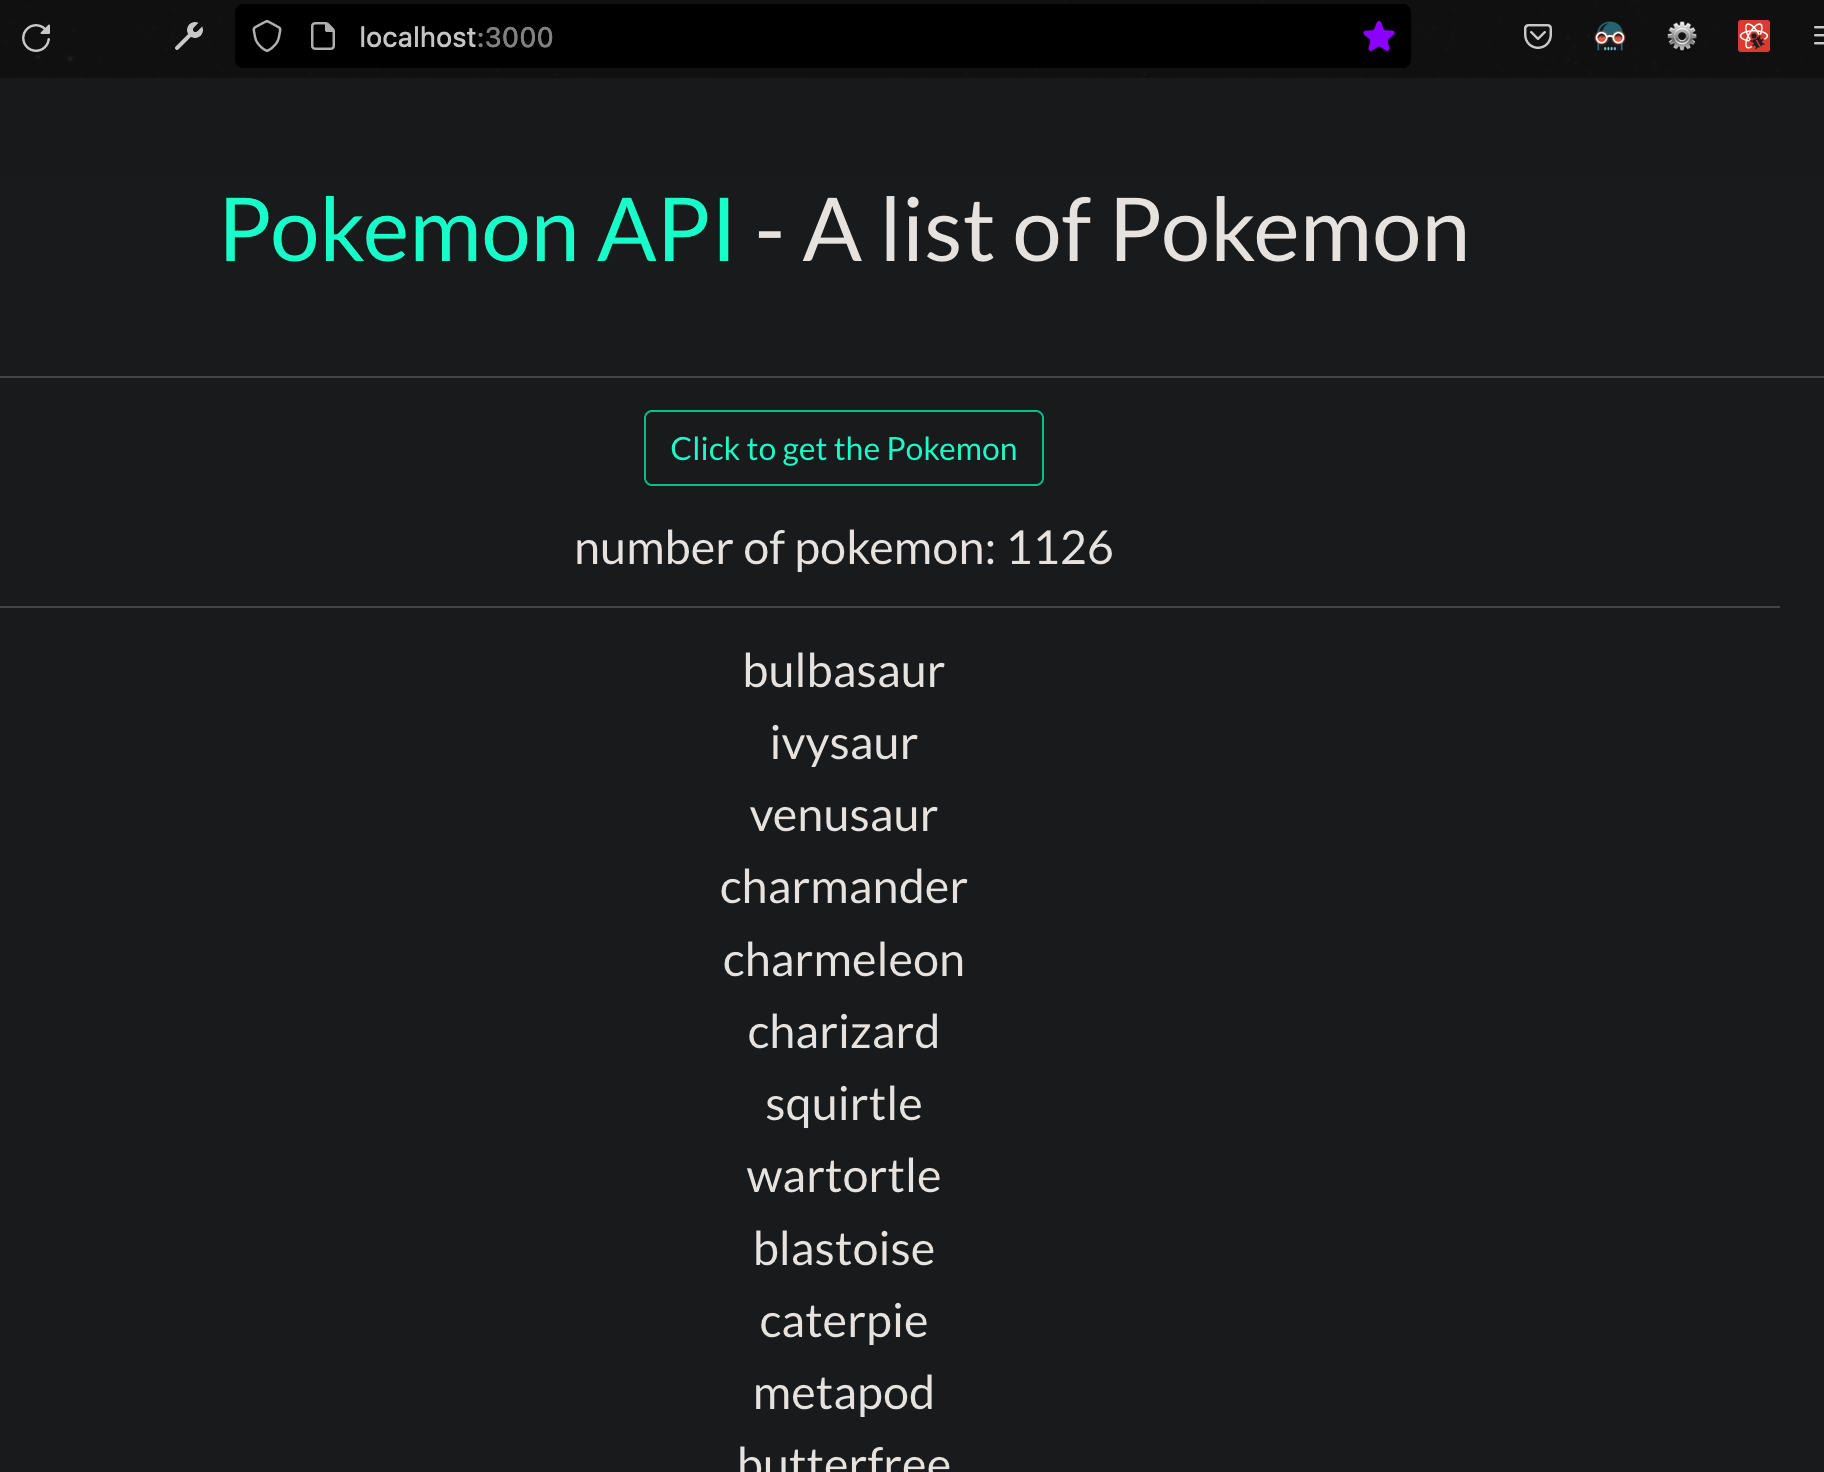 localhost:3000
Pokemon API - A list of Pokemon
Click to get the Pokemon
number of pokemon: 1126
bulbasaur
ivysaur
venusaur
charmander
charmeleon
charizard
squirtle
wartortle
blastoise
caterpie
metapod
butterfree